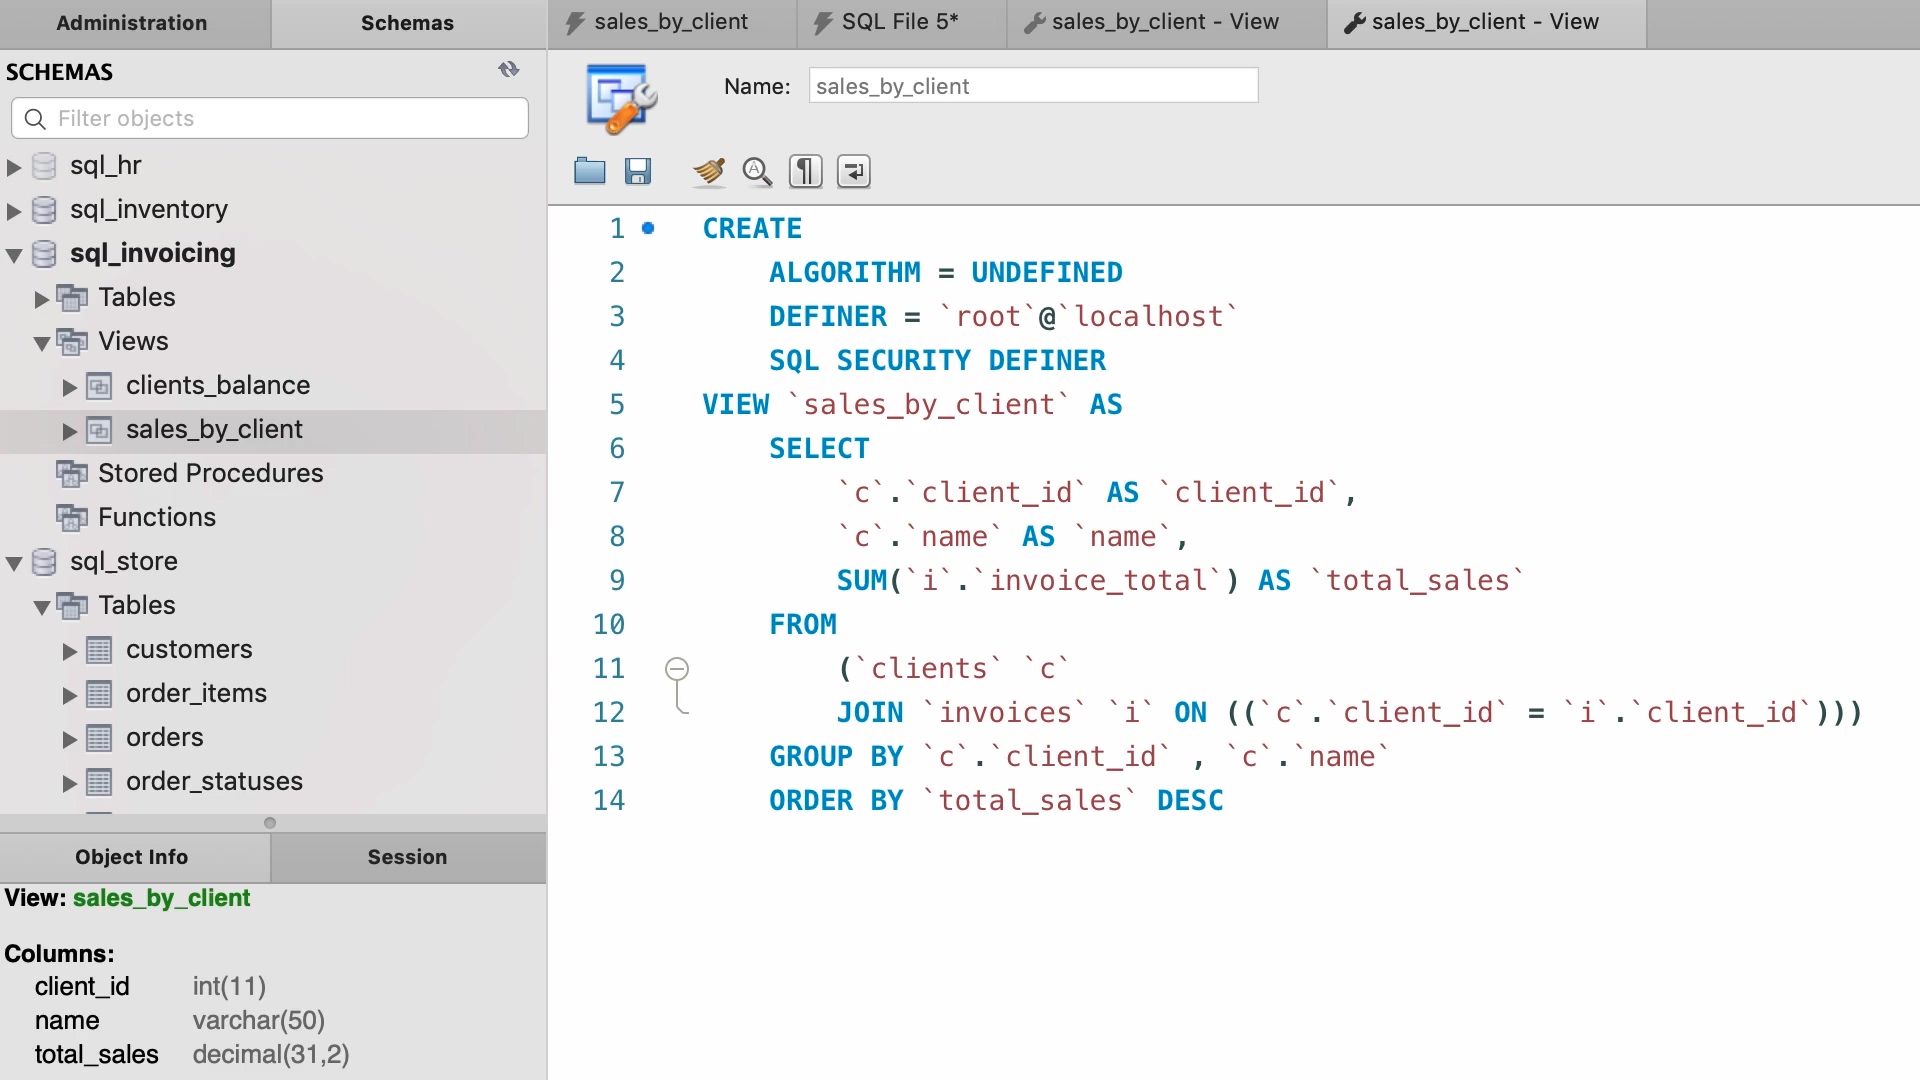 Administration
Schemas
sales_by_client
SQL File 5*
sales_by_client - View
sales_by_client - View
SCHEMAS
Filter objects
sql_hr
sql_inventory
sql_invoicing
Tables
Views
clients_balance
sales_by_client
Stored Procedures
Functions
sql_store
Tables
customers
order_items
orders
order_statuses
Object Info
Session
View: sales_by_client
Columns:
client_id int(11)
name varchar(50)
total_sales decimal(31,2)
Name: sales_by_client
1 CREATE
2 ALGORITHM = UNDEFINED
3 DEFINER = `root`@`localhost`
4 SQL SECURITY DEFINER
5 VIEW `sales_by_client` AS
6 SELECT
7 `c`.`client_id` AS `client_id`,
8 `c`.`name` AS `name`,
9 SUM(`i`.`invoice_total`) AS `total_sales`
10 FROM
11 (`clients` `c`
12 JOIN `invoices` `i` ON ((`c`.`client_id` = `i`.`client_id`)))
13 GROUP BY `c`.`client_id` , `c`.`name`
14 ORDER BY `total_sales` DESC